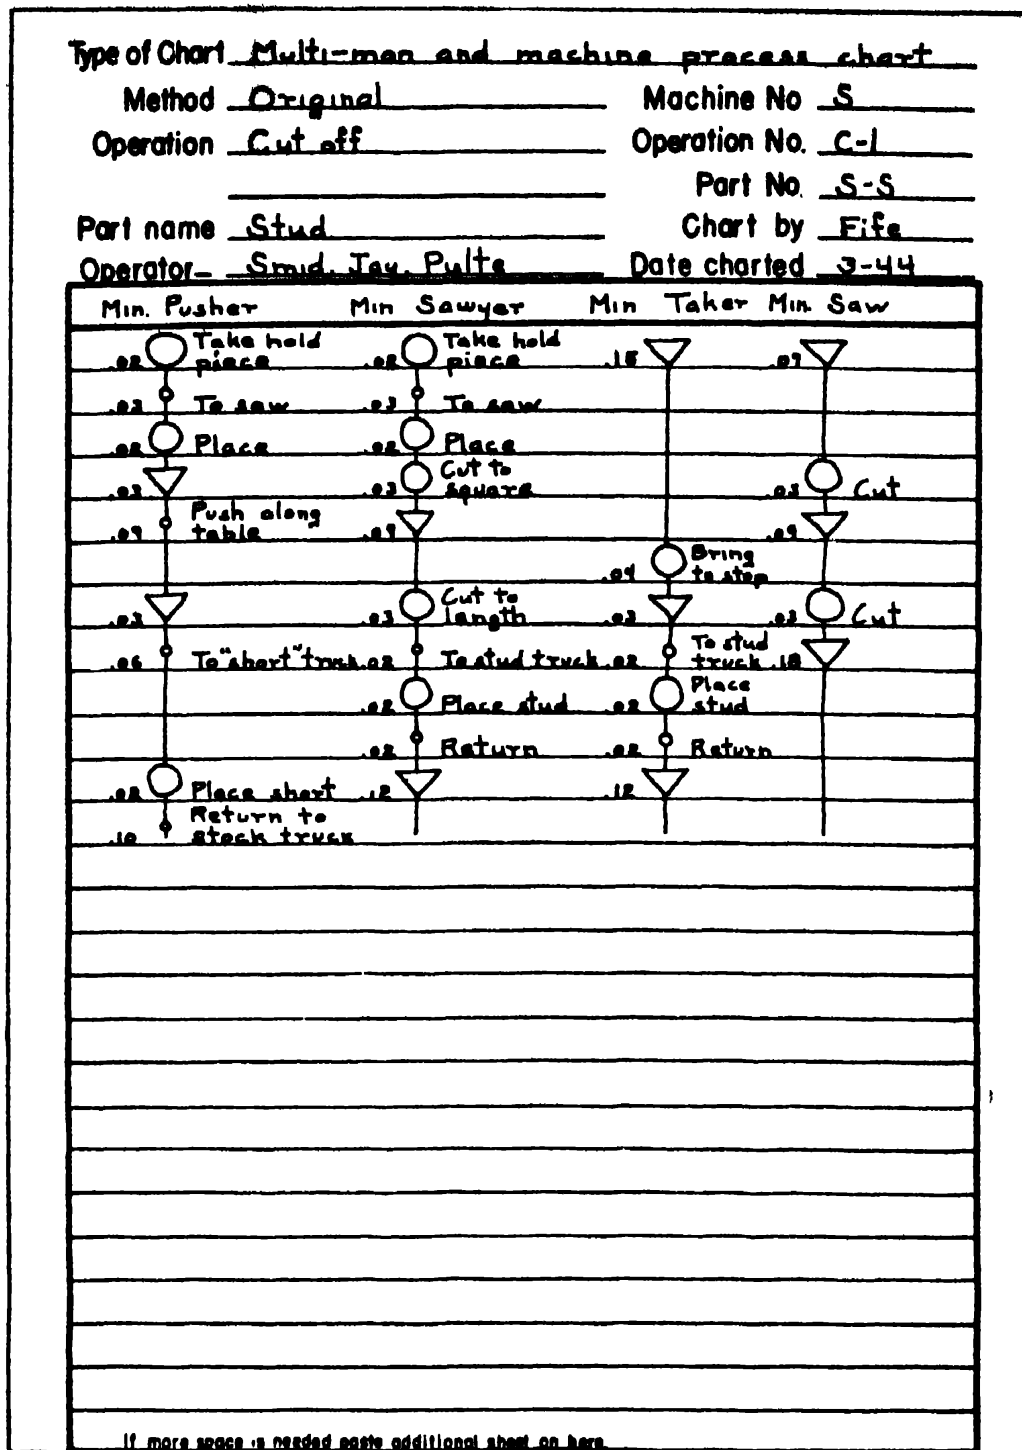 Type of Chart Multi-man and machine process chart
Method Original Machine No S
Operation Cut off Operation No. C-1
Part No. S-S
Part name Stud Chart by Fife
Operator Smid, Jay, Pulte Date charted 3-44
Min. Pusher Min Sawyer Min Taker Min. Saw
.02 Take hold piece .02 Take hold piece .15 .07
.03 To saw .03 To saw
.02 Place .02 Place
.03 .03 Cut to square .03 Cut
.09 Push along table .09 .09
.04 Bring to stop
.03 .03 Cut to length .03 .03 Cut
.06 To "short" truck .02 To stud truck .02 To stud truck .18
.02 Place stud .02 Place stud
.02 Return .02 Return
.02 Place short .12 .12
.10 Return to stock truck
If more space is needed paste additional sheet on here